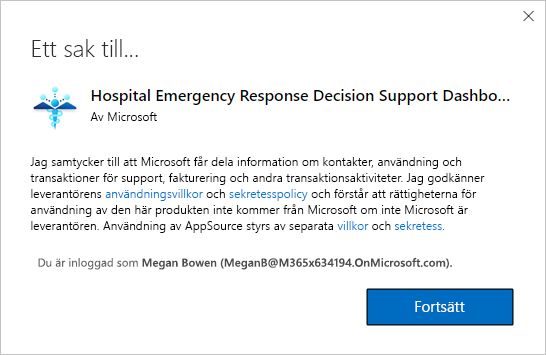 Ett sak till...
Hospital Emergency Response Decision Support Dashbo...
Av Microsoft
Jag samtycker till att Microsoft får dela information om kontakter, användning och
transaktioner för support, fakturering och andra transaktionsaktiviteter. Jag godkänner
leverantörens användningsvillkor och sekretesspolicy och förstår att rättigheterna för
användning av den här produkten inte kommer från Microsoft om inte Microsoft är
leverantören. Användning av AppSource styrs av separata villkor och sekretess.
Du är inloggad som Megan Bowen (MeganB@M365x634194.OnMicrosoft.com).
Fortsätt